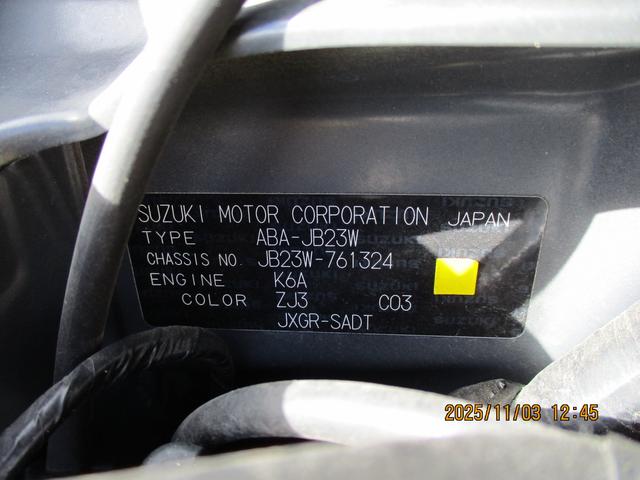 SUZUKI MOTOR CORPORATION JAPAN
TYPE ABA-JB23W
CHASSIS NO. JB23W-761324
ENGINE K6A
COLOR ZJ3 C03
JXGR-SADT
2025/11/03 12:45